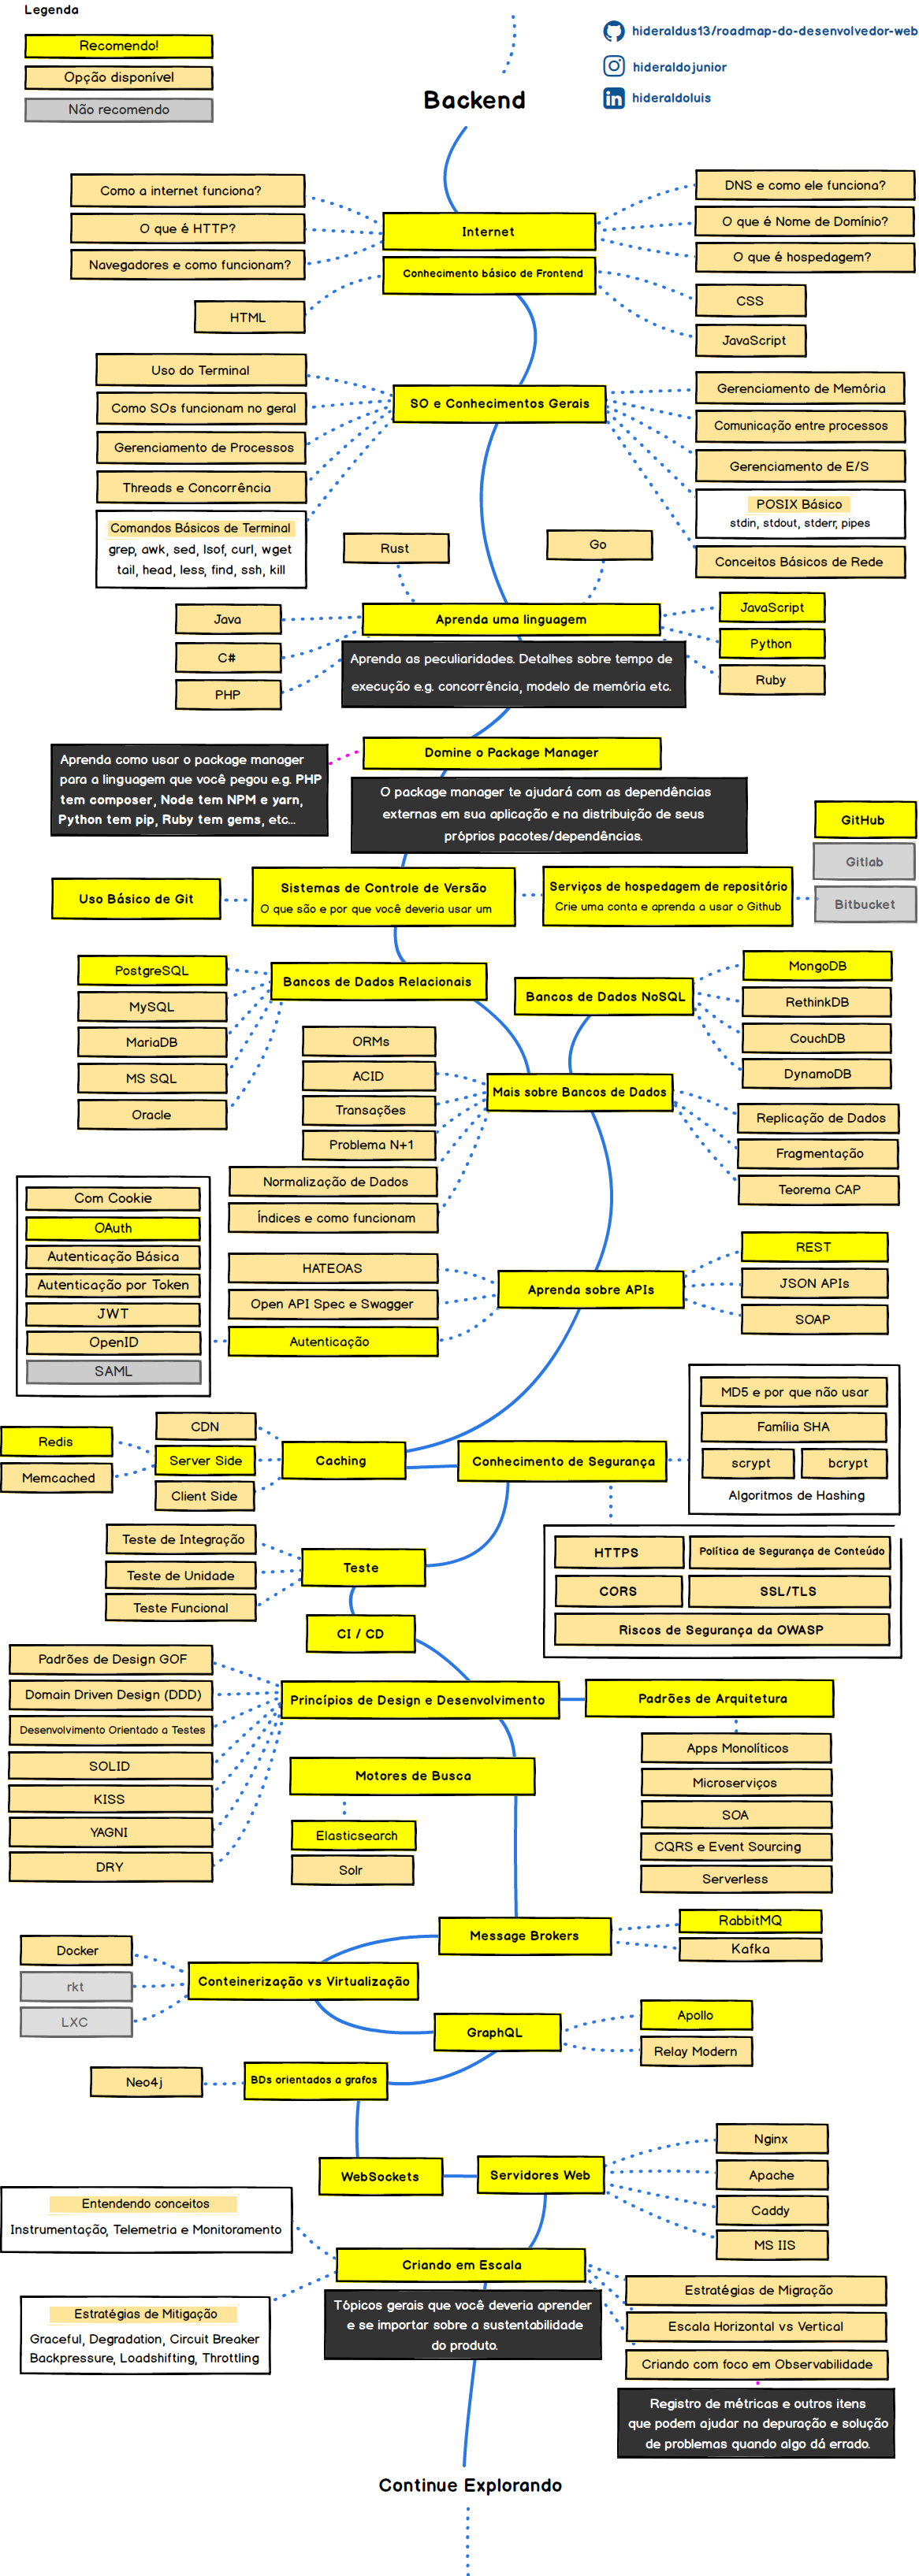 Legenda
Recomendo!
Opção disponível
Não recomendo
hideraldus13/roadmap-do-desenvolvedor-web
hideraldojunior
hideraldoluis
Backend
Como a internet funciona?
O que é HTTP?
Navegadores e como funcionam?
Internet
DNS e como ele funciona?
O que é Nome de Domínio?
O que é hospedagem?
Conhecimento básico de Frontend
HTML
CSS
JavaScript
Uso do Terminal
Como SOs funcionam no geral
Gerenciamento de Processos
Threads e Concorrência
Comandos Básicos de Terminal
grep, awk, sed, lsof, curl, wget
tail, head, less, find, ssh, kill
SO e Conhecimentos Gerais
Gerenciamento de Memória
Comunicação entre processos
Gerenciamento de E/S
POSIX Básico
stdin, stdout, stderr, pipes
Conceitos Básicos de Rede
Rust
Go
Java
C#
PHP
Aprenda uma linguagem
JavaScript
Python
Ruby
Aprenda as peculiaridades. Detalhes sobre tempo de
execução e.g. concorrência, modelo de memória etc.
Domine o Package Manager
Aprenda como usar o package manager
para a linguagem que você pegou e.g. PHP
tem composer, Node tem NPM e yarn,
Python tem pip, Ruby tem gems, etc...
O package manager te ajudará com as dependências
externas em sua aplicação e na distribuição de seus
próprios pacotes/dependências.
Uso Básico de Git
Sistemas de Controle de Versão
O que são e por que você deveria usar um
Serviços de hospedagem de repositório
Crie uma conta e aprenda a usar o Github
GitHub
Gitlab
Bitbucket
PostgreSQL
MySQL
MariaDB
MS SQL
Oracle
Bancos de Dados Relacionais
Bancos de Dados NoSQL
MongoDB
RethinkDB
CouchDB
DynamoDB
ORMs
ACID
Transações
Problema N+1
Normalização de Dados
Índices e como funcionam
Mais sobre Bancos de Dados
Replicação de Dados
Fragmentação
Teorema CAP
Com Cookie
OAuth
Autenticação Básica
Autenticação por Token
JWT
OpenID
SAML
HATEOAS
Open API Spec e Swagger
Autenticação
Aprenda sobre APIs
REST
JSON APIs
SOAP
Redis
Memcached
CDN
Server Side
Client Side
Caching
Conhecimento de Segurança
MD5 e por que não usar
Família SHA
scrypt
bcrypt
Algoritmos de Hashing
HTTPS
Política de Segurança de Conteúdo
CORS
SSL/TLS
Riscos de Segurança da OWASP
Teste de Integração
Teste de Unidade
Teste Funcional
Teste
CI / CD
Padrões de Design GOF
Domain Driven Design (DDD)
Desenvolvimento Orientado a Testes
SOLID
KISS
YAGNI
DRY
Princípios de Design e Desenvolvimento
Padrões de Arquitetura
Apps Monolíticos
Microserviços
SOA
CQRS e Event Sourcing
Serverless
Motores de Busca
Elasticsearch
Solr
Message Brokers
RabbitMQ
Kafka
Docker
rkt
LXC
Conteinerização vs Virtualização
GraphQL
Apollo
Relay Modern
Neo4j
BDs orientados a grafos
WebSockets
Servidores Web
Nginx
Apache
Caddy
MS IIS
Entendendo conceitos
Instrumentação, Telemetria e Monitoramento
Criando em Escala
Estratégias de Mitigação
Graceful, Degradation, Circuit Breaker
Backpressure, Loadshifting, Throttling
Tópicos gerais que você deveria aprender
e se importar sobre a sustentabilidade
do produto.
Estratégias de Migração
Escala Horizontal vs Vertical
Criando com foco em Observabilidade
Registro de métricas e outros itens
que podem ajudar na depuração e solução
de problemas quando algo dá errado.
Continue Explorando